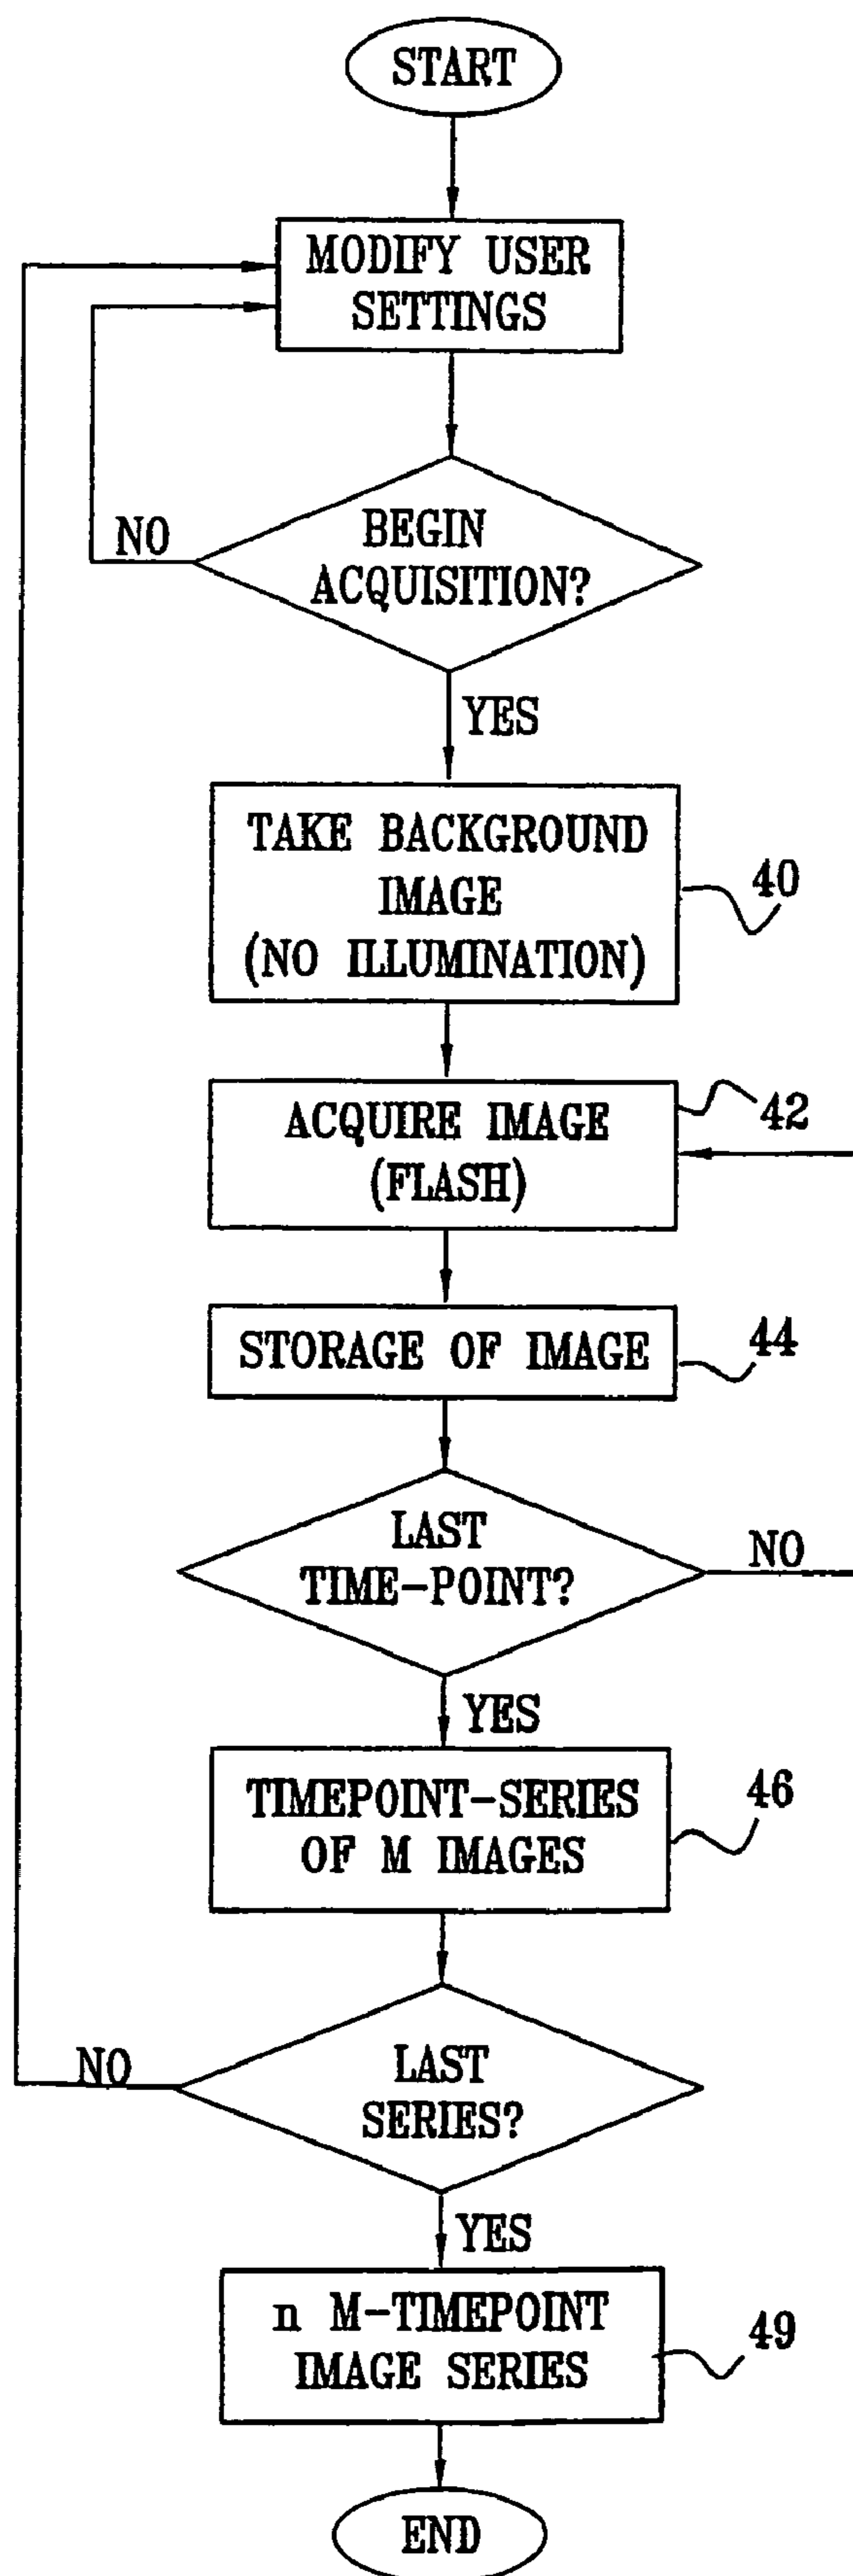 START
MODIFY USER
SETTINGS
BEGIN
ACQUISITION?
NO
YES
TAKE BACKGROUND
IMAGE
(NO ILLUMINATION)
40
ACQUIRE IMAGE
(FLASH)
42
STORAGE OF IMAGE
44
LAST
TIME-POINT?
NO
YES
TIMEPOINT-SERIES
OF M IMAGES
46
LAST
SERIES?
NO
YES
n M-TIMEPOINT
IMAGE SERIES
49
END